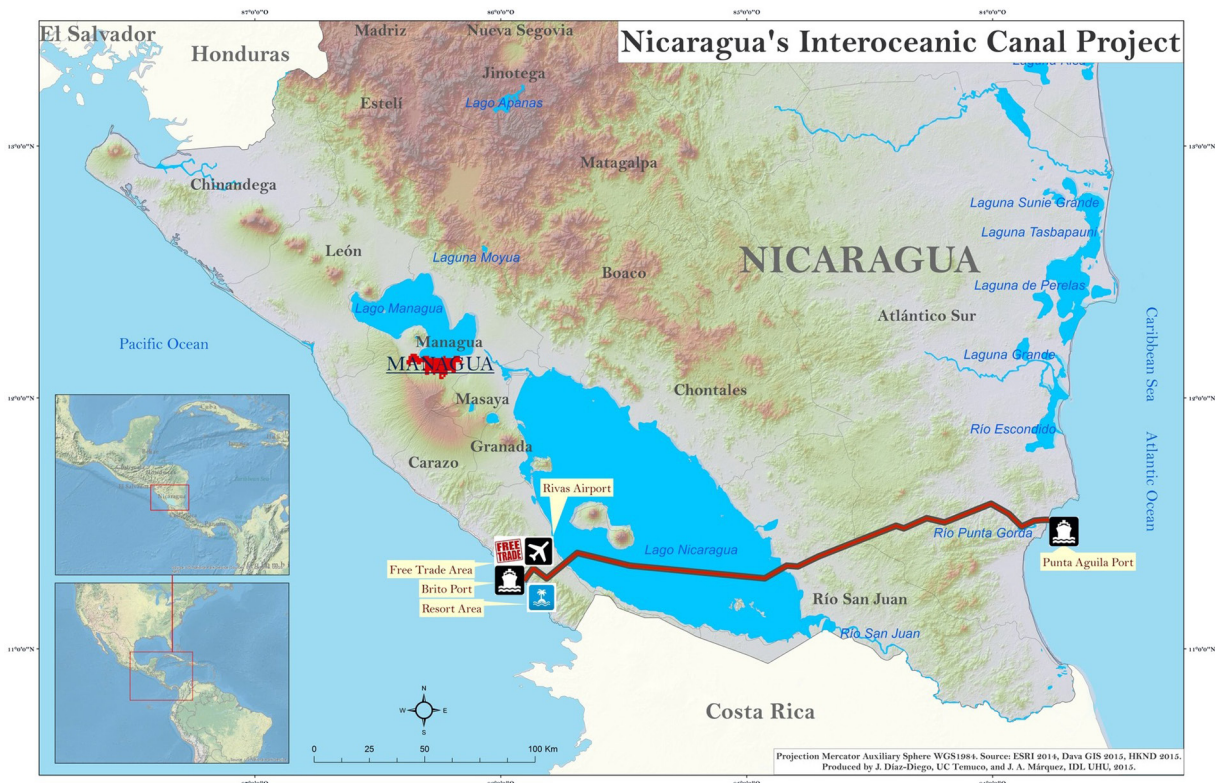 Nicaragua's Interoceanic Canal Project
El Salvador
Honduras
Madriz
Nueva Segovia
Jinotega
Lago Apanas
Estelí
Matagalpa
Chinandega
León
Laguna Moyua
Boaco
NICARAGUA
Laguna Sunie Grande
Laguna Tasbapauni
Laguna de Perelas
Atlántico Sur
Laguna Grande
Río Escondido
Lago Managua
Managua
MANAGUA
Masaya
Granada
Carazo
Chontales
Pacific Ocean
Caribbean Sea
Atlantic Ocean
Rivas Airport
FREE
TRADE
Free Trade Area
Brito Port
Resort Area
Lago Nicaragua
Río Punta Gorda
Punta Aguila Port
Río San Juan
Río San Juan
Costa Rica
Nicaragua
N
W
E
S
0 25 50 100 Km
Projection Mercator Auxiliary Sphere WGS1984. Source: ESRI 2014, Dava GIS 2015, HKND 2015.
Produced by J. Díaz-Diego, UC Temuco, and J. A. Márquez, IDL UHU, 2015.